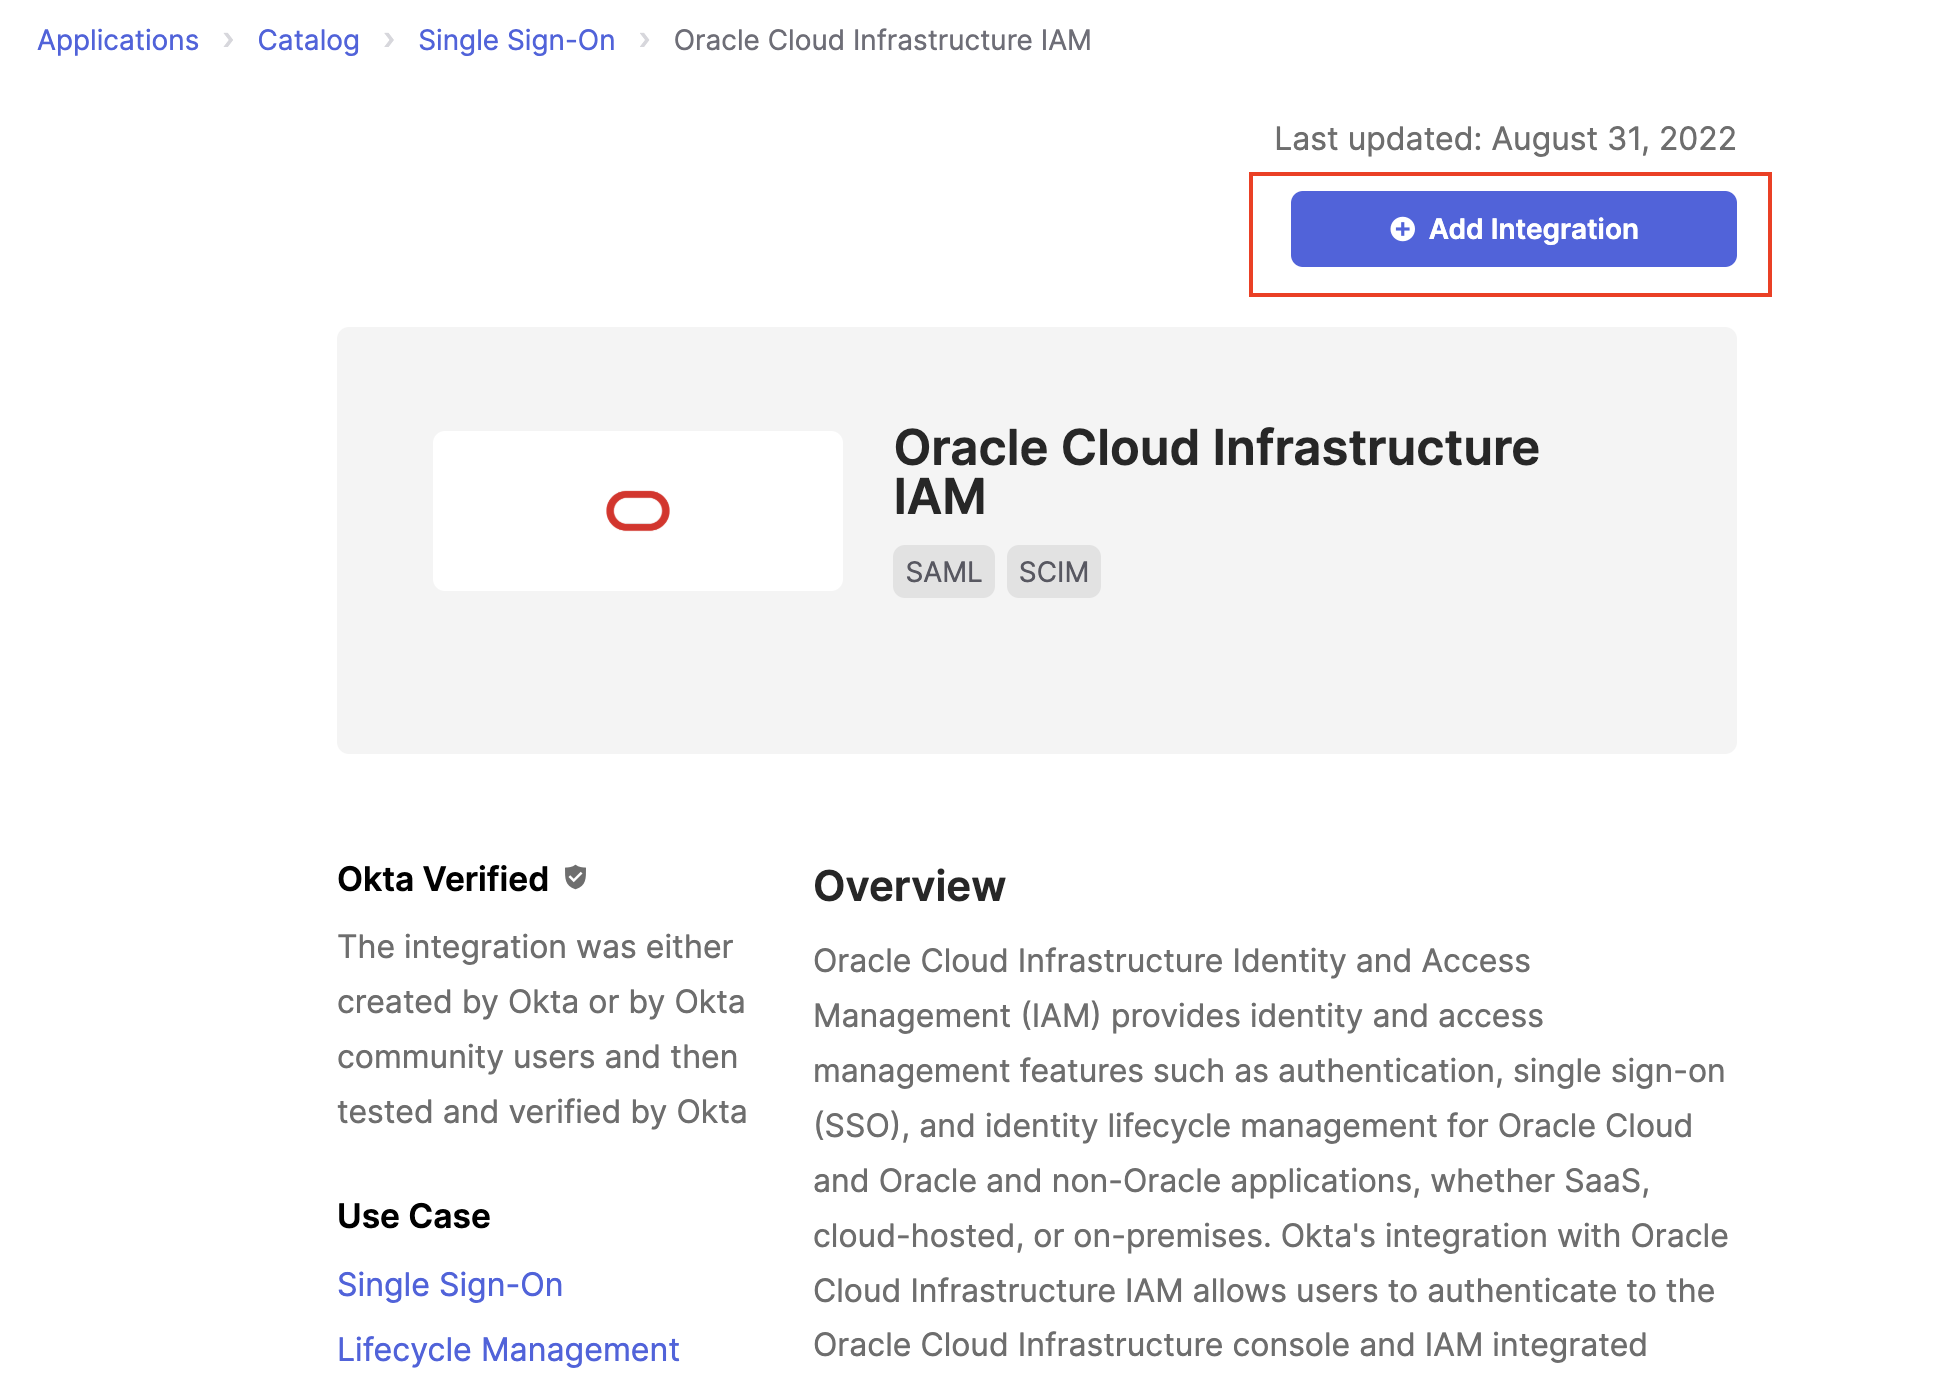 Applications > Catalog > Single Sign-On > Oracle Cloud Infrastructure IAM
Last updated: August 31, 2022
Add Integration
Oracle Cloud Infrastructure
IAM
SAML SCIM
Okta Verified
The integration was either
created by Okta or by Okta
community users and then
tested and verified by Okta
Use Case
Single Sign-On
Lifecycle Management
Overview
Oracle Cloud Infrastructure Identity and Access
Management (IAM) provides identity and access
management features such as authentication, single sign-on
(SSO), and identity lifecycle management for Oracle Cloud
and Oracle and non-Oracle applications, whether SaaS,
cloud-hosted, or on-premises. Okta's integration with Oracle
Cloud Infrastructure IAM allows users to authenticate to the
Oracle Cloud Infrastructure console and IAM integrated